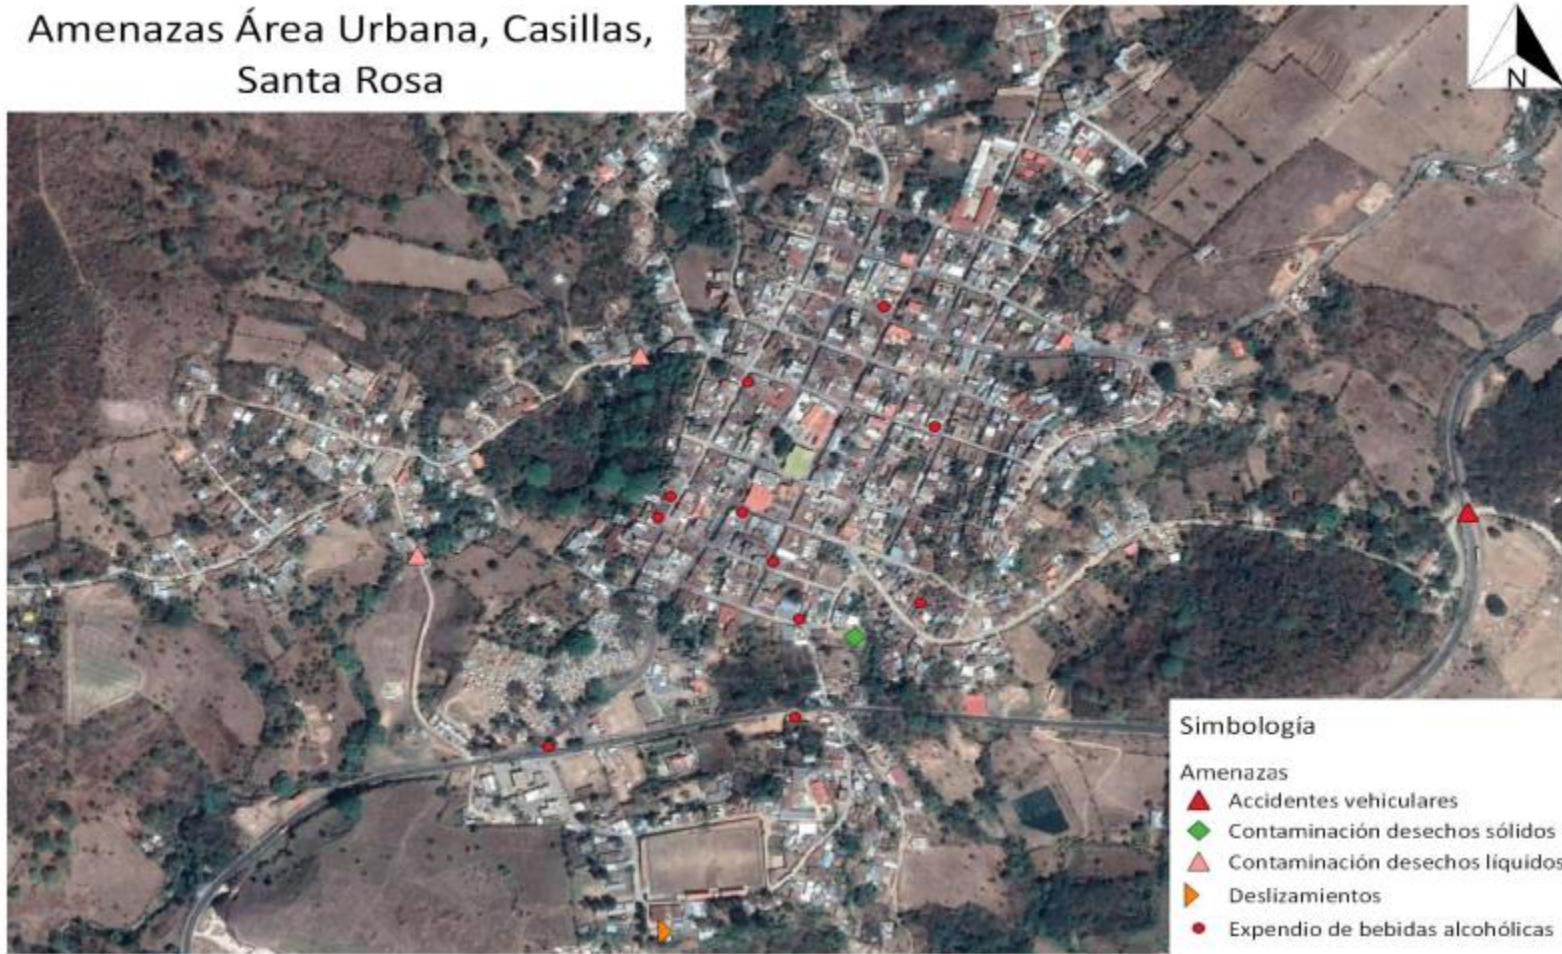 Amenazas Área Urbana, Casillas,
Santa Rosa
N
Simbología
Amenazas
Accidentes vehiculares
Contaminación desechos sólidos
Contaminación desechos líquidos
Deslizamientos
Expendio de bebidas alcohólicas